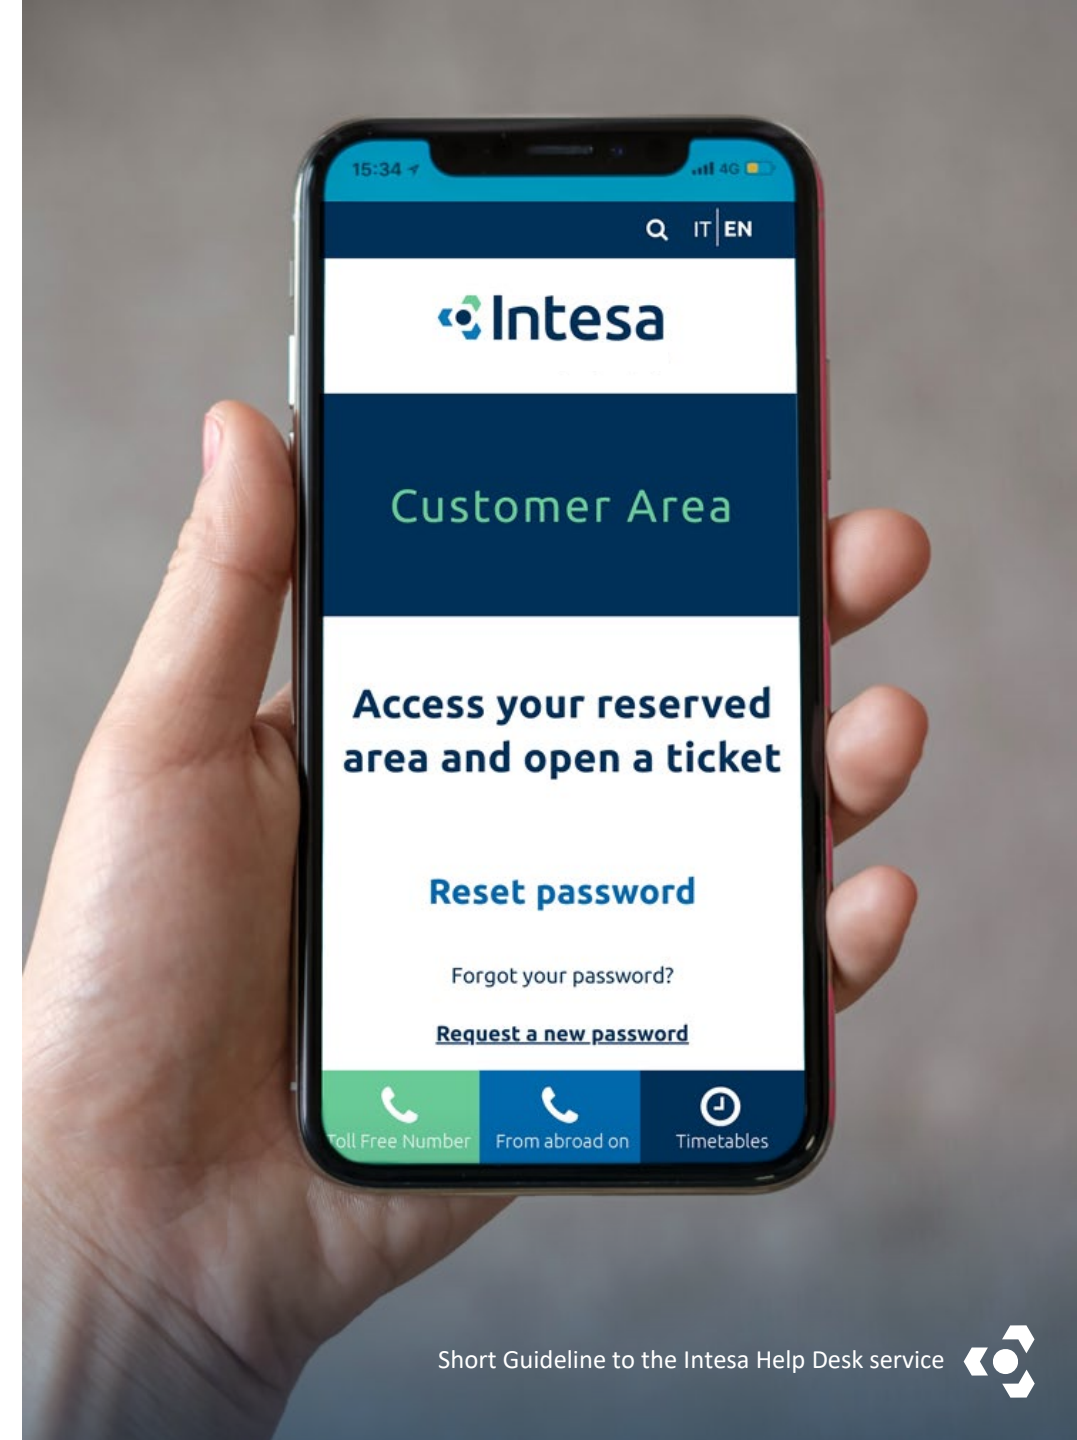 15:34
4G
IT EN
Intesa
Customer Area
Access your reserved
area and open a ticket
Reset password
Forgot your password?
Request a new password
Toll Free Number From abroad on Timetables
Short Guideline to the Intesa Help Desk service